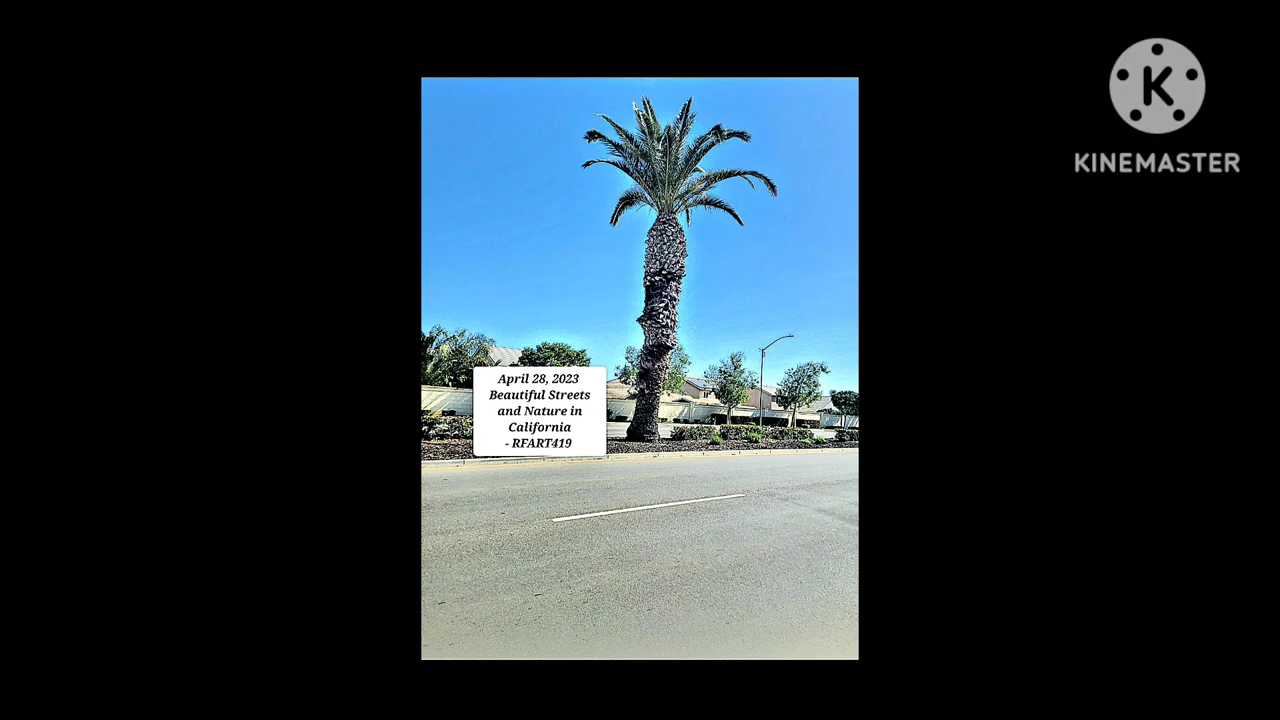 April 28, 2023
Beautiful Streets
and Nature in
California
- RFART419
K
KINEMASTER